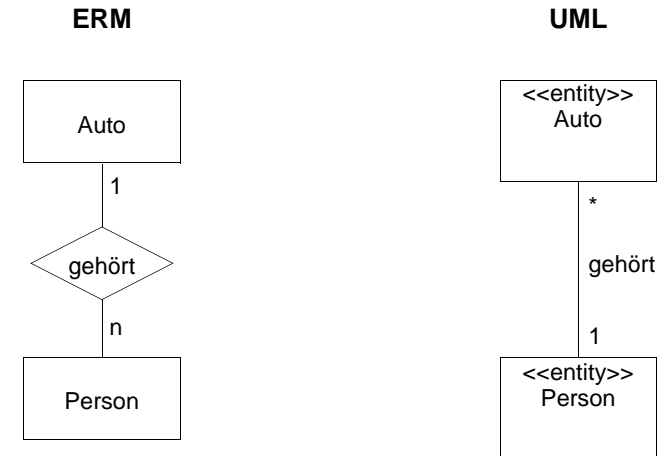 ERM
Auto
1
gehört
n
Person
UML
<<entity>>
Auto
*
gehört
1
<<entity>>
Person